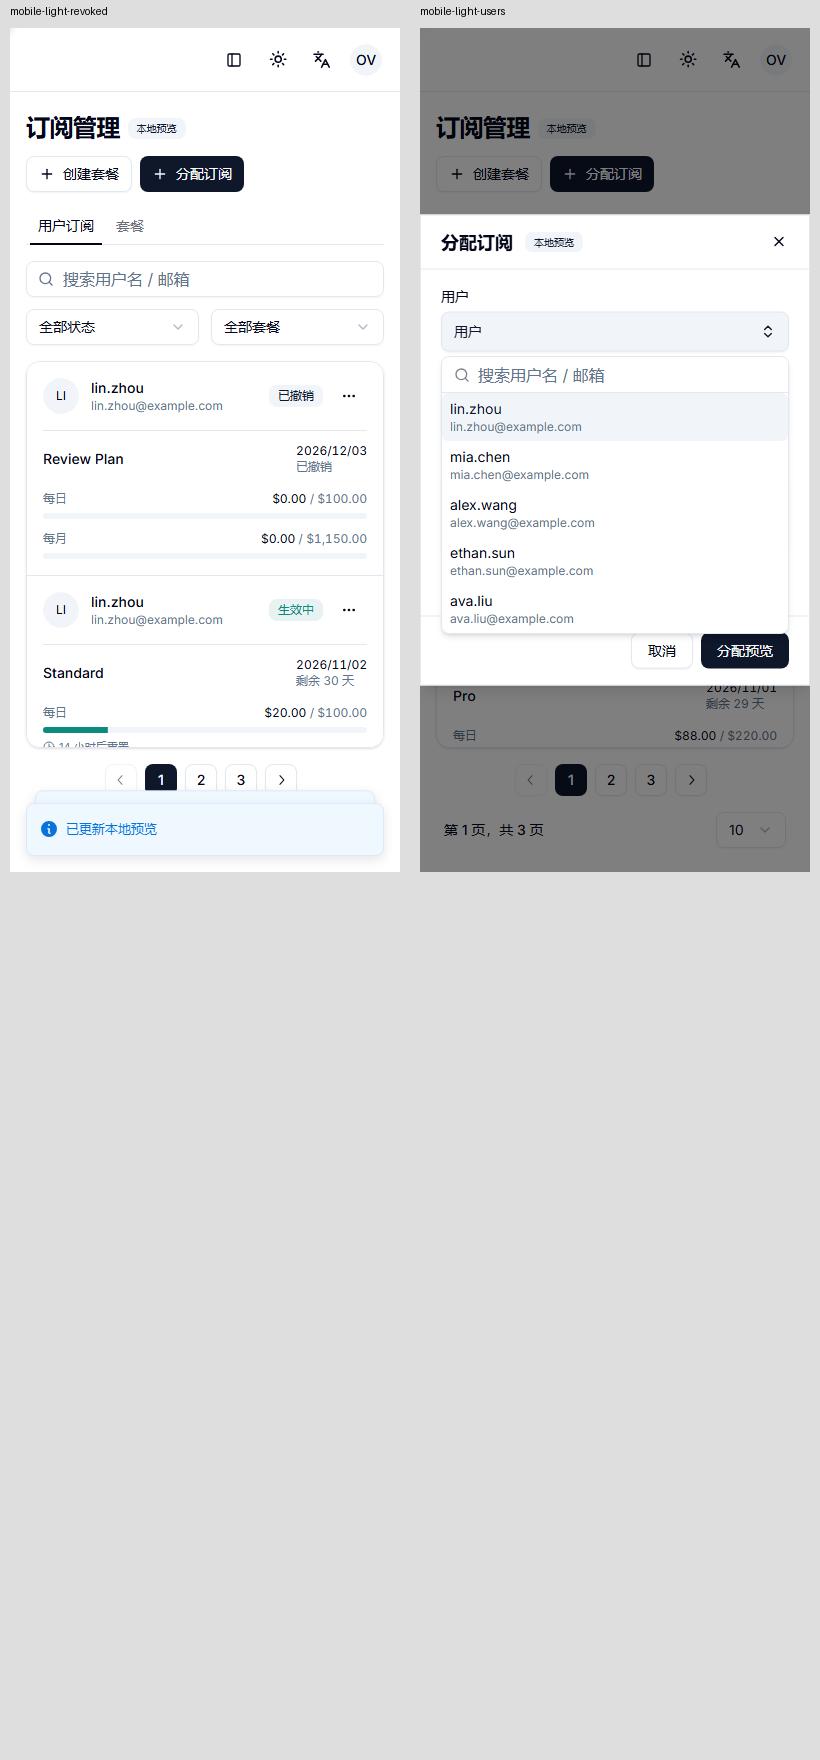 mobile-light-revoked
OV
订阅管理 本地预览
创建套餐 分配订阅
用户订阅 套餐
搜索用户名 / 邮箱
全部状态 全部套餐
LI lin.zhou 已撤销
lin.zhou@example.com
Review Plan 2026/12/03
已撤销
每日 $0.00 / $100.00
每月 $0.00 / $1,150.00
LI lin.zhou 生效中
lin.zhou@example.com
Standard 2026/11/02
剩余 30 天
每日 $20.00 / $100.00
14 小时后重置
1 2 3
已更新本地预览
mobile-light-users
OV
订阅管理 本地预览
创建套餐 分配订阅
分配订阅 本地预览
用户
用户
搜索用户名 / 邮箱
lin.zhou
lin.zhou@example.com
mia.chen
mia.chen@example.com
alex.wang
alex.wang@example.com
ethan.sun
ethan.sun@example.com
ava.liu
ava.liu@example.com
取消 分配预览
Pro 2026/11/01
剩余 29 天
每日 $88.00 / $220.00
1 2 3
第 1 页，共 3 页 10